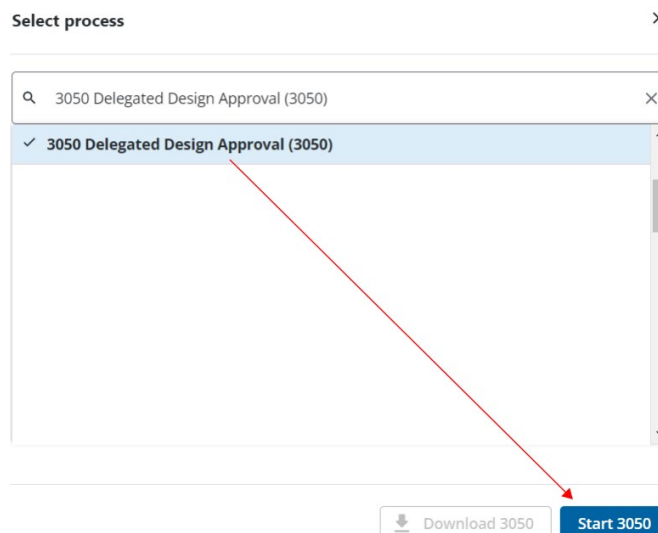 Select process
3050 Delegated Design Approval (3050)
3050 Delegated Design Approval (3050)
Download 3050
Start 3050